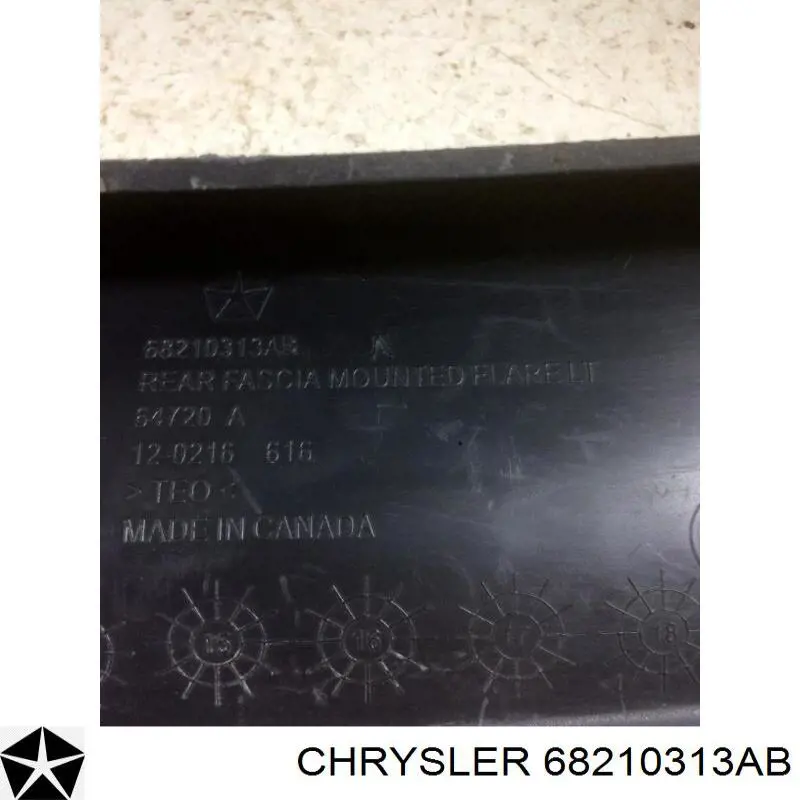 68210313AB A
REAR FASCIA MOUNTED FLARE LT
64720 A
12-0216 616
> TEO <
MADE IN CANADA
15 16 17 18
CHRYSLER 68210313AB